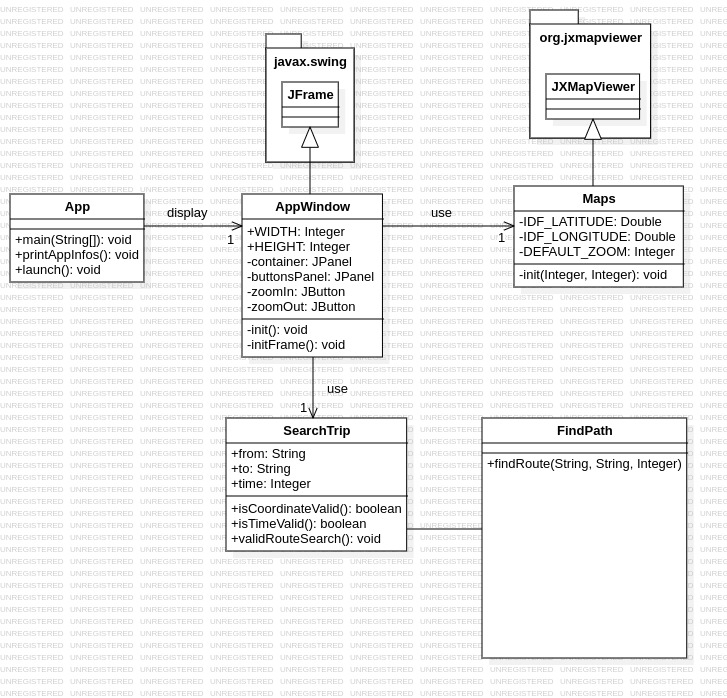 org.jxmapviewer
JXMapViewer
javax.swing
JFrame
App
+main(String[]): void
+printAppInfos(): void
+launch(): void
display
1
AppWindow
+WIDTH: Integer
+HEIGHT: Integer
-container: JPanel
-buttonsPanel: JPanel
-zoomIn: JButton
-zoomOut: JButton
-init(): void
-initFrame(): void
use
1
Maps
-IDF_LATITUDE: Double
-IDF_LONGITUDE: Double
-DEFAULT_ZOOM: Integer
-init(Integer, Integer): void
use
1
SearchTrip
+from: String
+to: String
+time: Integer
+isCoordinateValid(): boolean
+isTimeValid(): boolean
+validRouteSearch(): void
FindPath
+findRoute(String, String, Integer)
UNREGISTERED